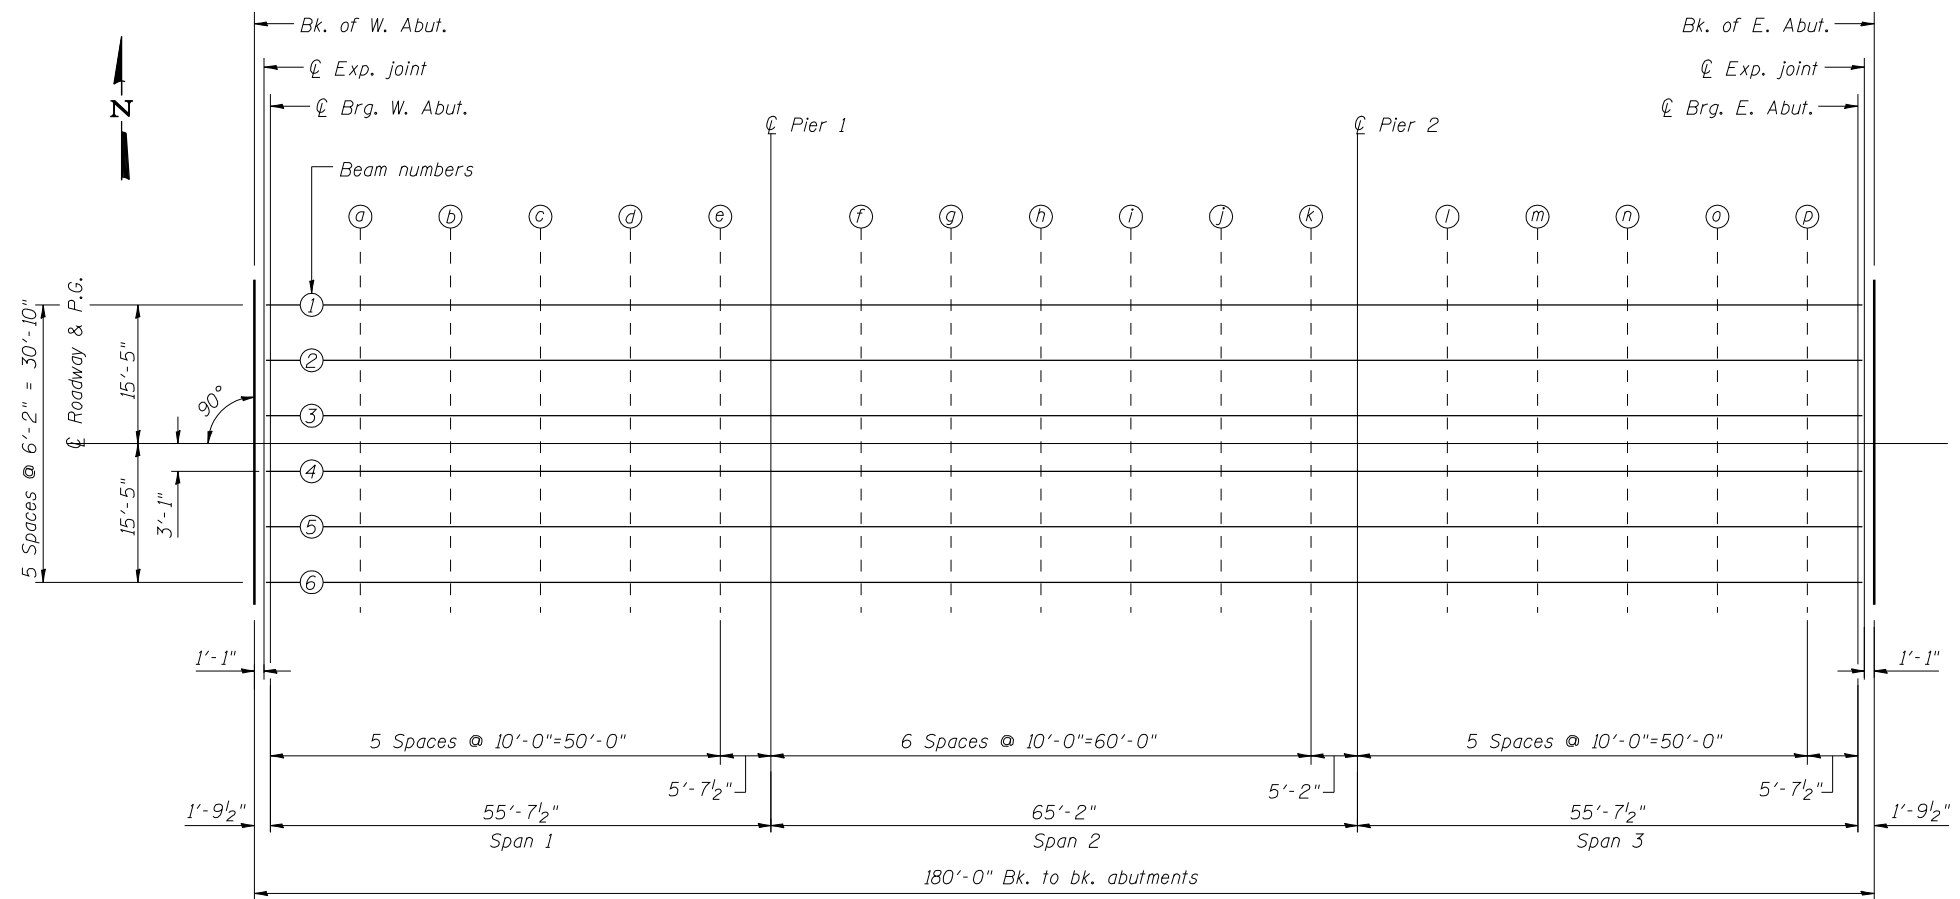 Bk. of W. Abut.
Bk. of E. Abut.
℄ Exp. joint
℄ Exp. joint
℄ Brg. W. Abut.
℄ Brg. E. Abut.
N
℄ Pier 1
℄ Pier 2
Beam numbers
a b c d e f g h i j k l m n o p
1
2
3
4
5
6
5 Spaces @ 6'-2" = 30'-10"
℄ Roadway & P.G.
15'-5"
15'-5"
3'-1"
90°
1'-1"
1'-1"
5 Spaces @ 10'-0"=50'-0"
6 Spaces @ 10'-0"=60'-0"
5 Spaces @ 10'-0"=50'-0"
5'-7½"
5'-2"
5'-7½"
1'-9½"
55'-7½"
65'-2"
55'-7½"
1'-9½"
Span 1
Span 2
Span 3
180'-0" Bk. to bk. abutments